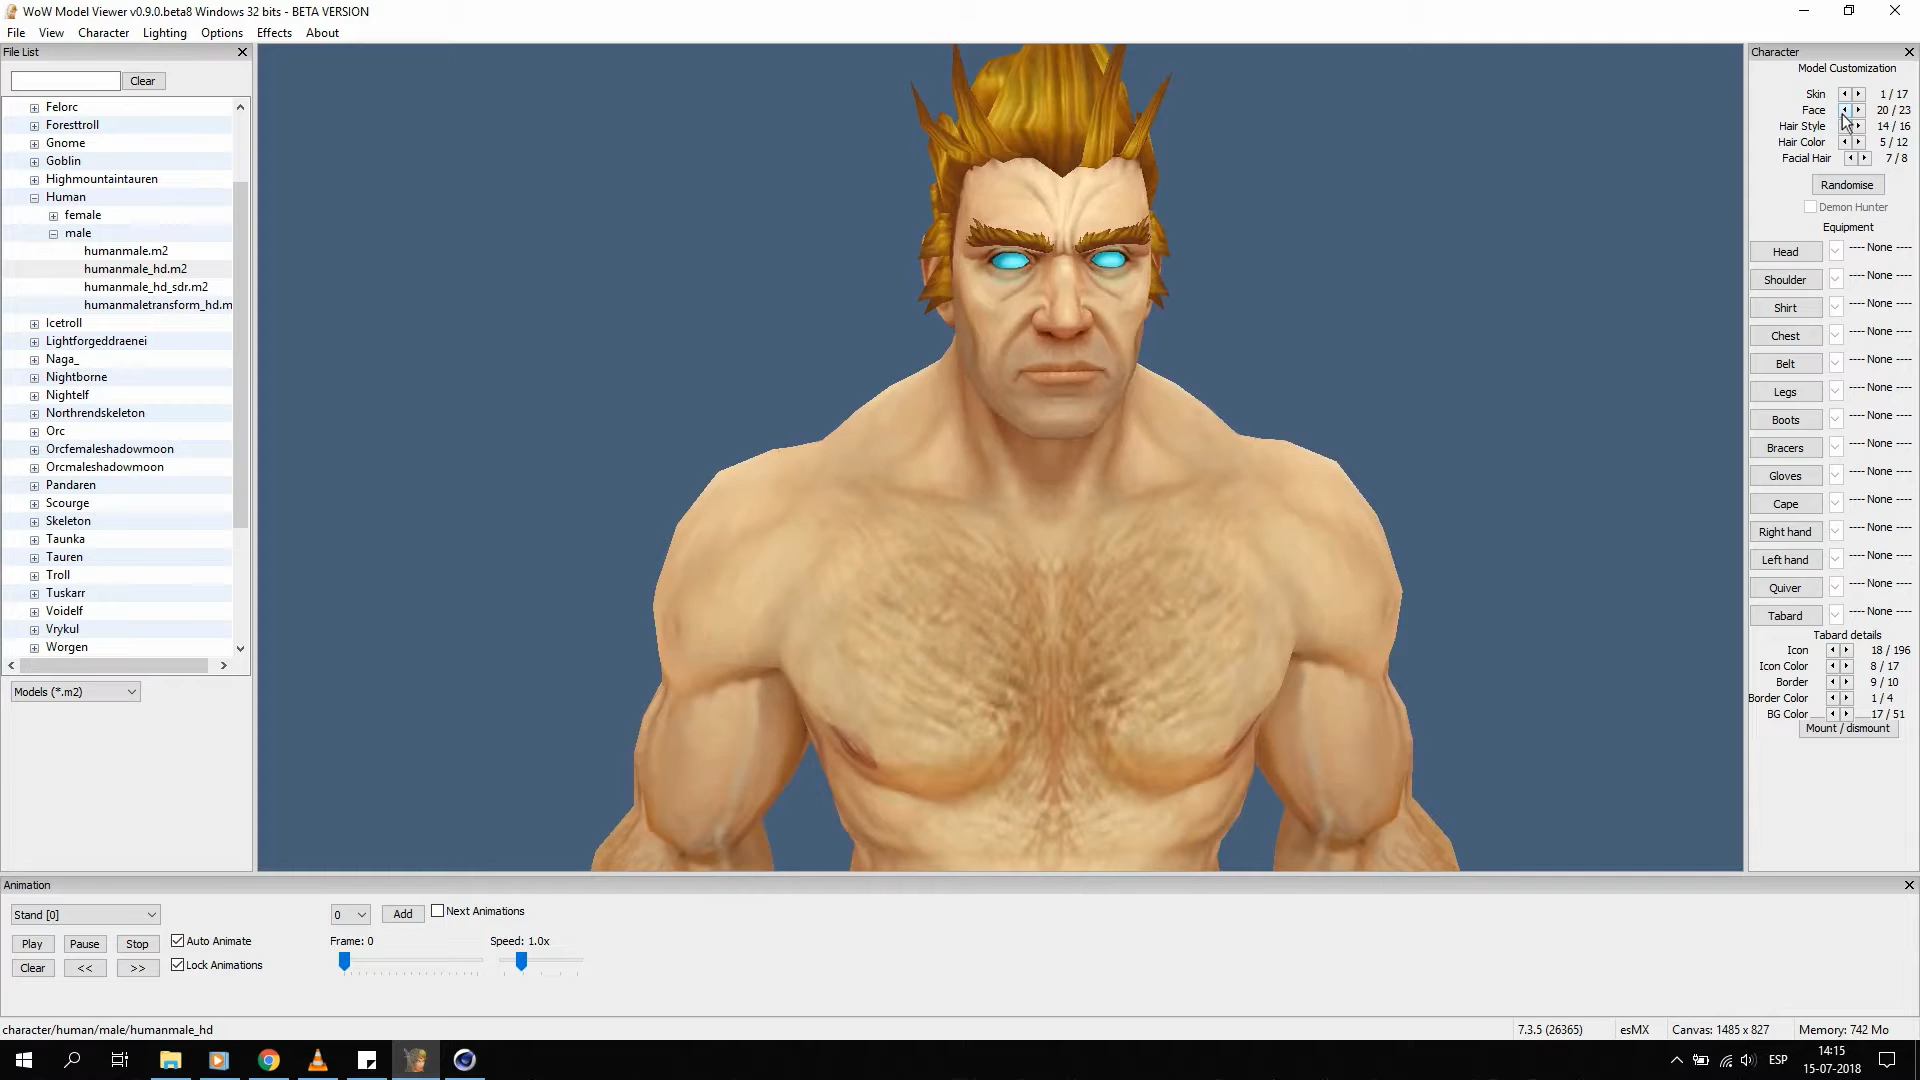 WoW Model Viewer v0.9.0.beta8 Windows 32 bits - BETA VERSION
File View Character Lighting Options Effects About
File List
Clear
Felorc
Foresttroll
Gnome
Goblin
Highmountaintauren
Human
female
male
humanmale.m2
humanmale_hd.m2
humanmale_hd_sdr.m2
humanmaletransform_hd.m
Icetroll
Lightforgeddraenei
Naga_
Nightborne
Nightelf
Northrendskeleton
Orc
Orcfemaleshadowmoon
Orcmaleshadowmoon
Pandaren
Scourge
Skeleton
Taunka
Tauren
Troll
Tuskarr
Voidelf
Vrykul
Worgen
Models (*.m2)
Character
Model Customization
Skin 1 / 17
Face 20 / 23
Hair Style 14 / 16
Hair Color 5 / 12
Facial Hair 7 / 8
Randomise
Demon Hunter
Equipment
Head ---- None ----
Shoulder ---- None ----
Shirt ---- None ----
Chest ---- None ----
Belt ---- None ----
Legs ---- None ----
Boots ---- None ----
Bracers ---- None ----
Gloves ---- None ----
Cape ---- None ----
Right hand ---- None ----
Left hand ---- None ----
Quiver ---- None ----
Tabard ---- None ----
Tabard details
Icon 18 / 196
Icon Color 8 / 17
Border 9 / 10
Border Color 1 / 4
BG Color 17 / 51
Mount / dismount
Animation
Stand [0] 0 Add Next Animations
Play Pause Stop Auto Animate Frame: 0 Speed: 1.0x
Clear << >> Lock Animations
character/human/male/humanmale_hd 7.3.5 (26365) esMX Canvas: 1485 x 827 Memory: 742 Mo
ESP
14:15
15-07-2018